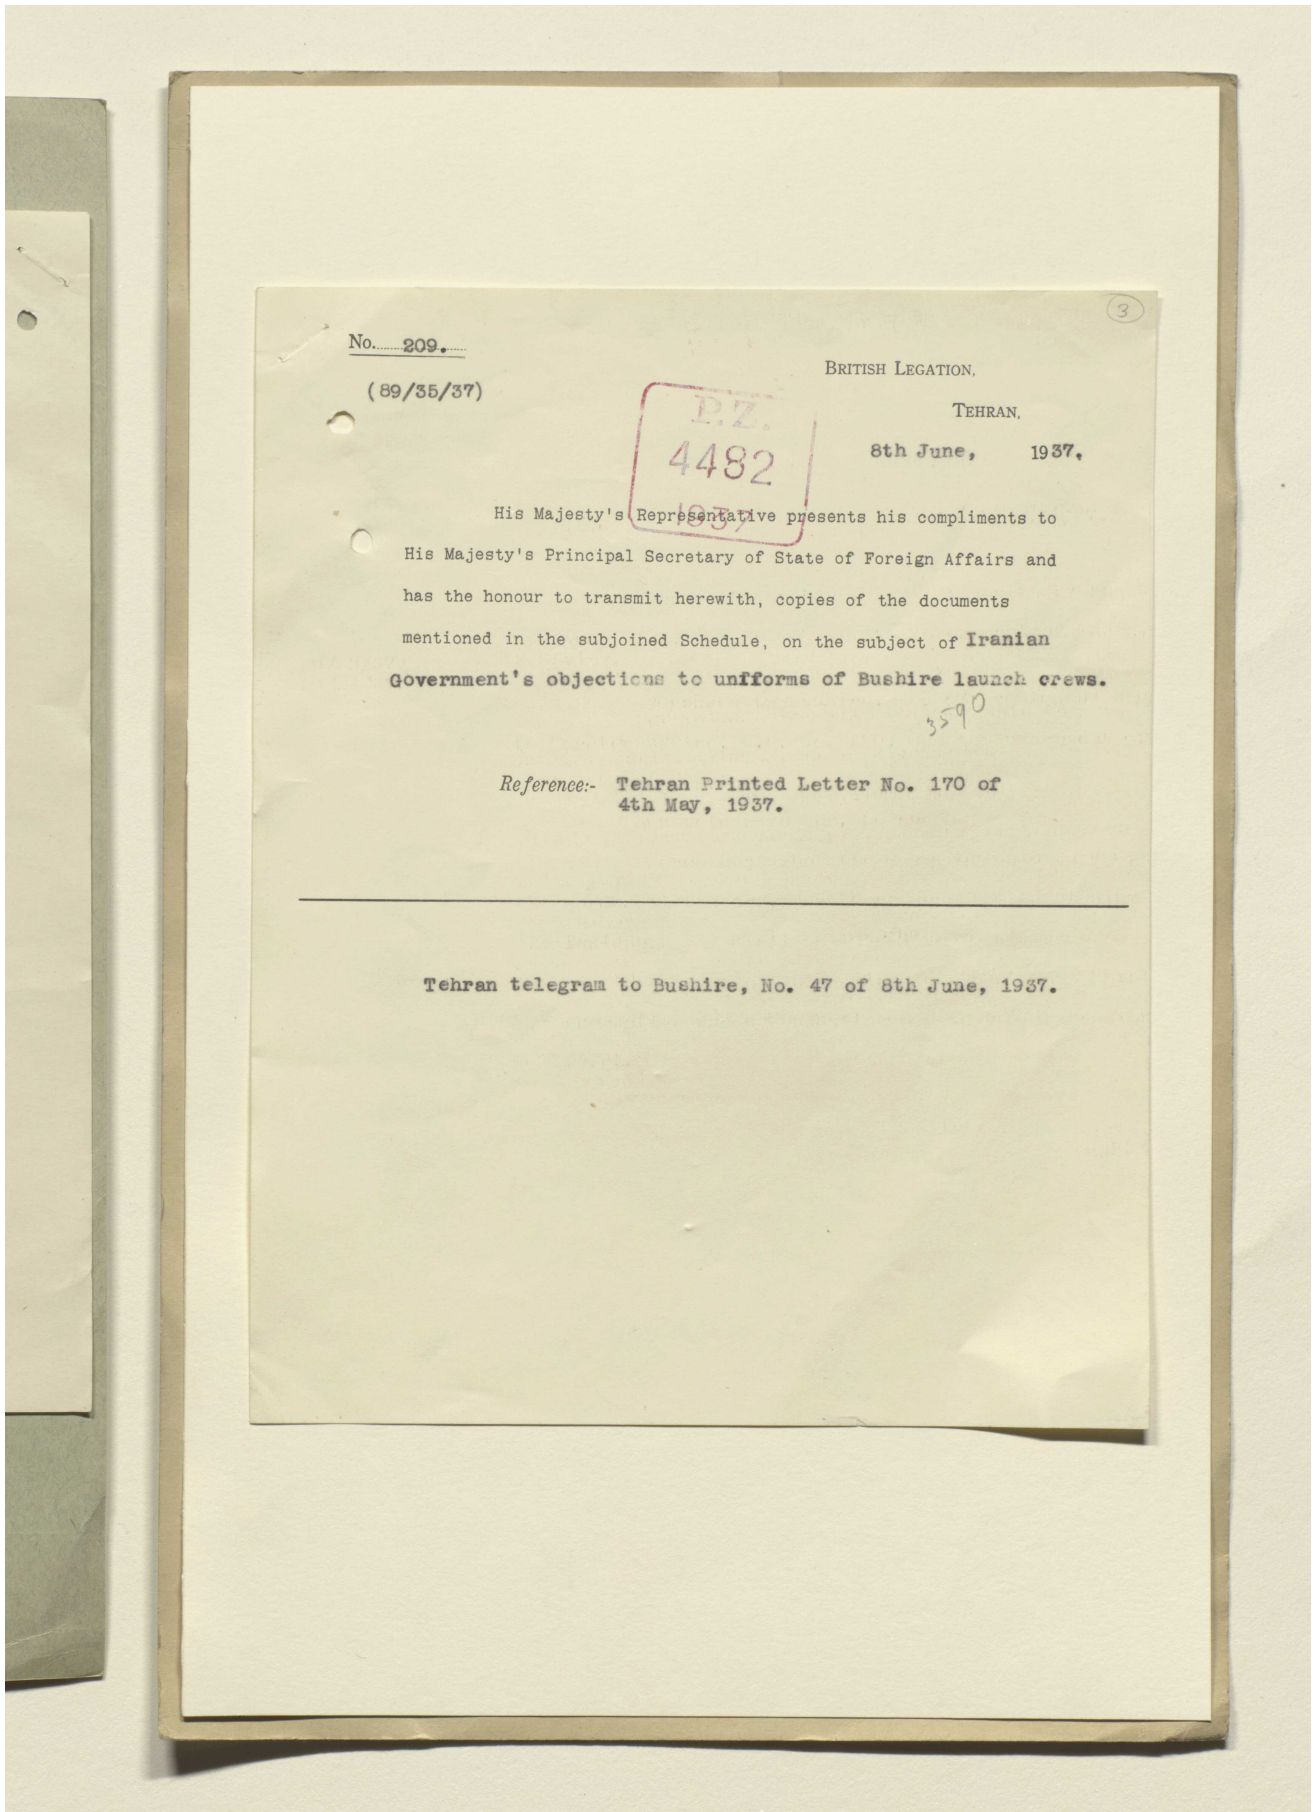 3
No. 209.
(89/35/37)
BRITISH LEGATION,
TEHRAN,
8th June, 1937.
P.Z.
4482
1937
His Majesty's Representative presents his compliments to
His Majesty's Principal Secretary of State of Foreign Affairs and
has the honour to transmit herewith, copies of the documents
mentioned in the subjoined Schedule, on the subject of Iranian
Government's objections to unfforms of Bushire launch crews.
3590
Reference:- Tehran Printed Letter No. 170 of
4th May, 1937.
Tehran telegram to Bushire, No. 47 of 8th June, 1937.